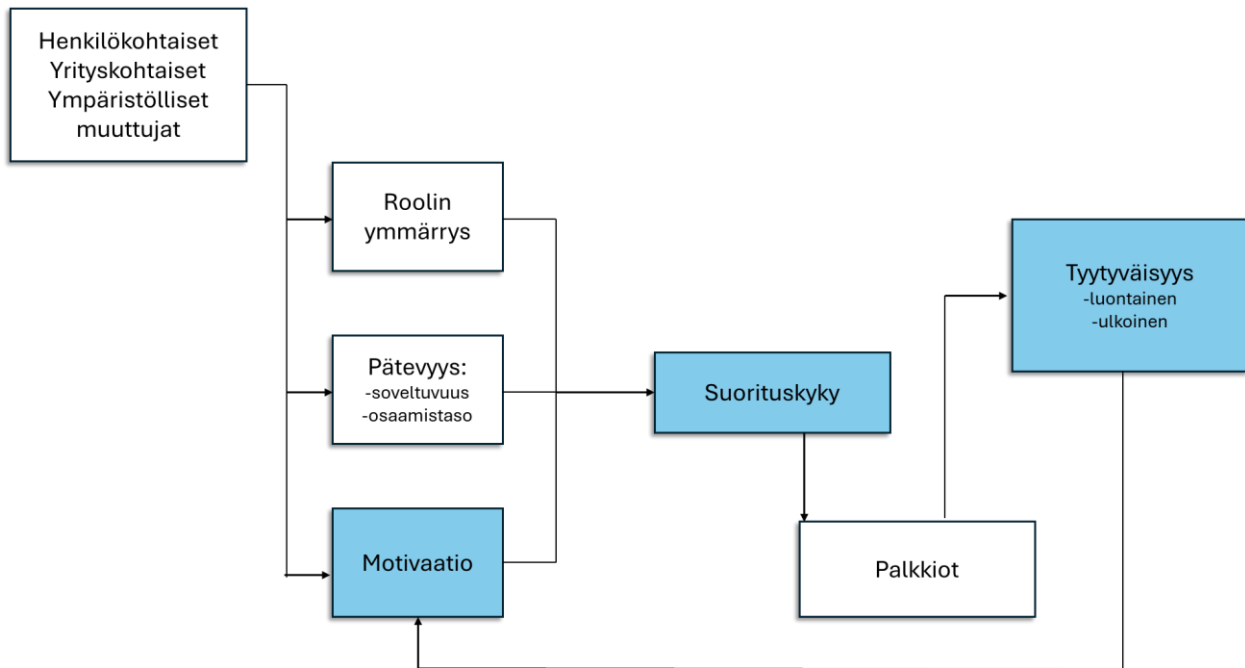 Henkilökohtaiset
Yrityskohtaiset
Ympäristölliset
muuttujat
Roolin
ymmärrys
Pätevyys:
-soveltuvuus
-osaamistaso
Motivaatio
Suorituskyky
Palkkiot
Tyytyväisyys
-luontainen
-ulkoinen